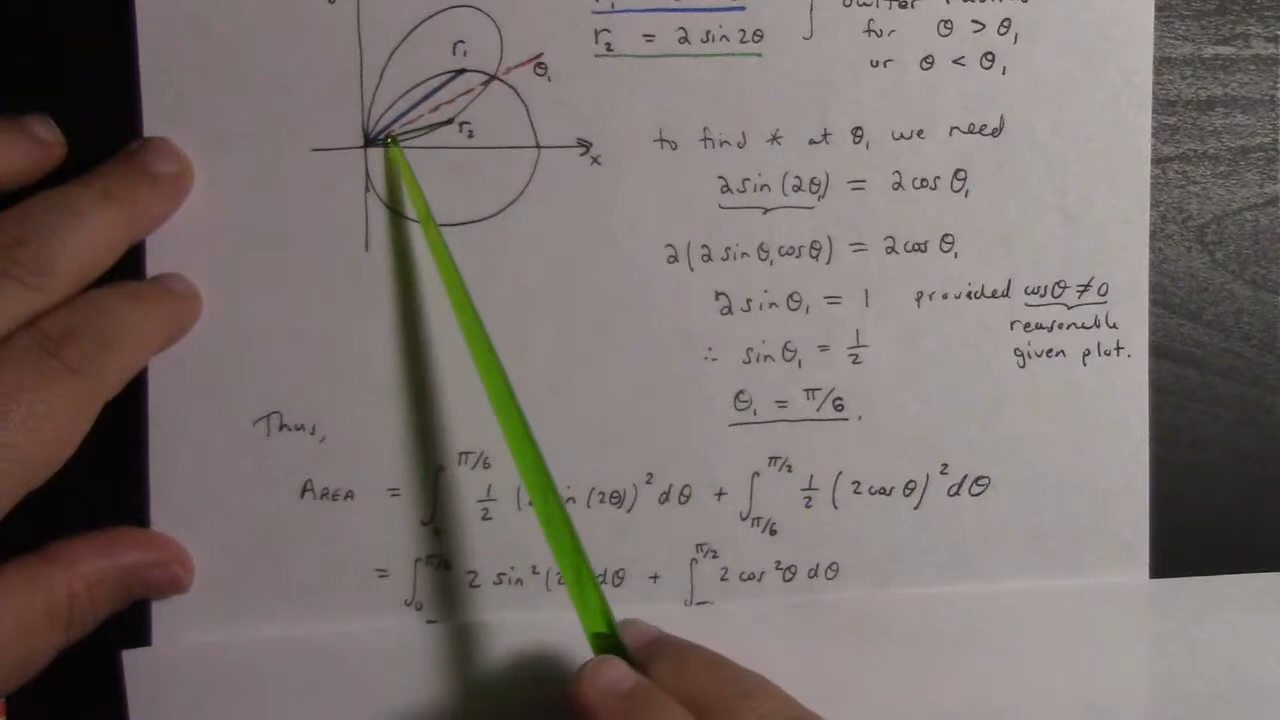 r₂ = 2 sin 2θ
for θ > θ₁
or θ < θ₁
r₁
θ₁
r₂
x
to find * at θ₁ we need
2 sin (2θ₁) = 2 cos θ₁
2(2 sin θ₁ cos θ) = 2 cos θ₁
2 sin θ₁ = 1 provided cos θ ≠ 0
reasonable
given plot.
∴ sin θ₁ = 1/2
θ₁ = π/6.
Thus,
AREA = ∫ π/6 1/2 ( (2θ))² dθ + ∫_{π/6}^{π/2} 1/2 (2 cos θ)² dθ
= ∫₀ 2 sin² ( dθ + ∫^{π/2} 2 cos² θ dθ